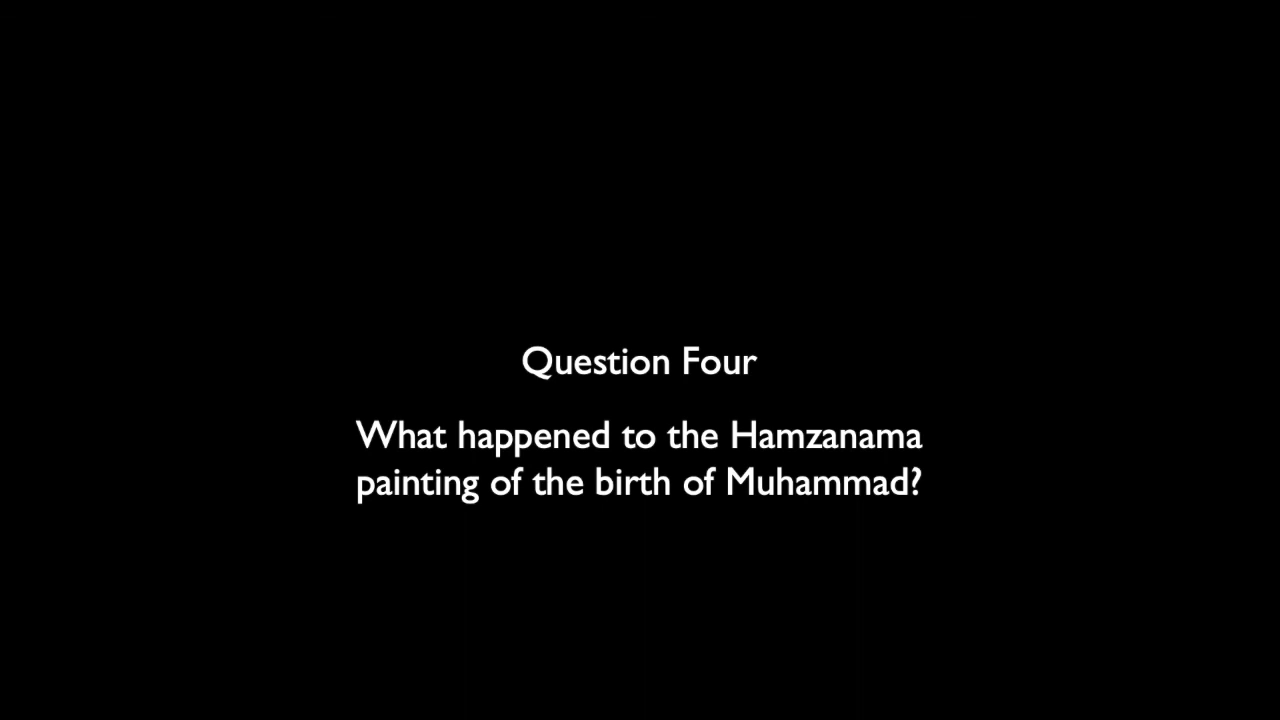 Question Four
What happened to the Hamzanama
painting of the birth of Muhammad?